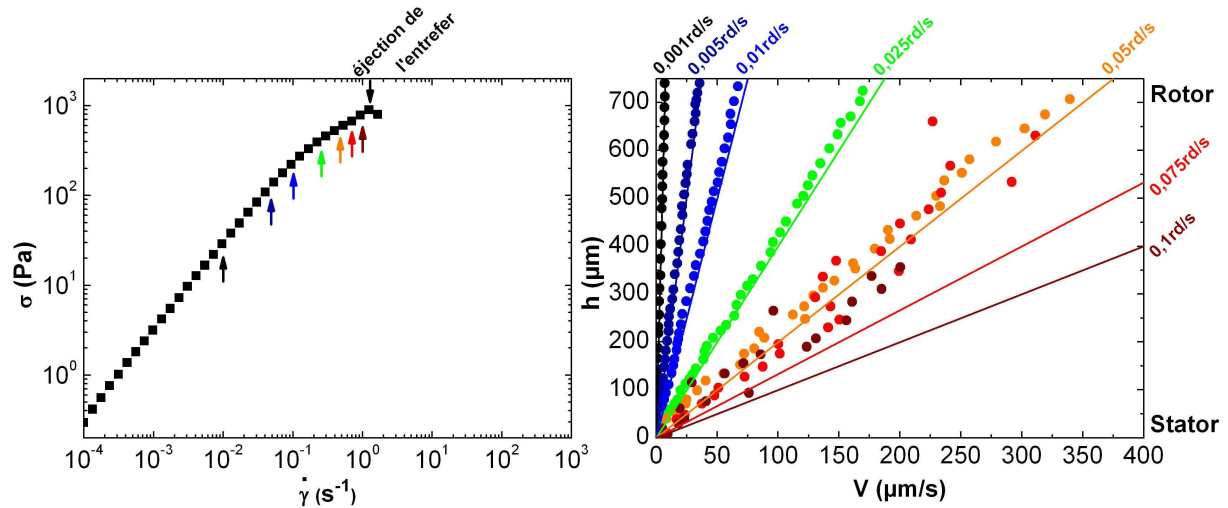 éjection de
l'entrefer
10³
10²
10¹
10⁰
σ (Pa)
10⁻⁴ 10⁻³ 10⁻² 10⁻¹ 10⁰ 10¹ 10² 10³
γ̇ (s⁻¹)
0,001rd/s
0,005rd/s
0,01rd/s
0,025rd/s
0,05rd/s
0,075rd/s
0,1rd/s
Rotor
Stator
700
600
500
400
300
200
100
0
h (µm)
0 50 100 150 200 250 300 350 400
V (µm/s)